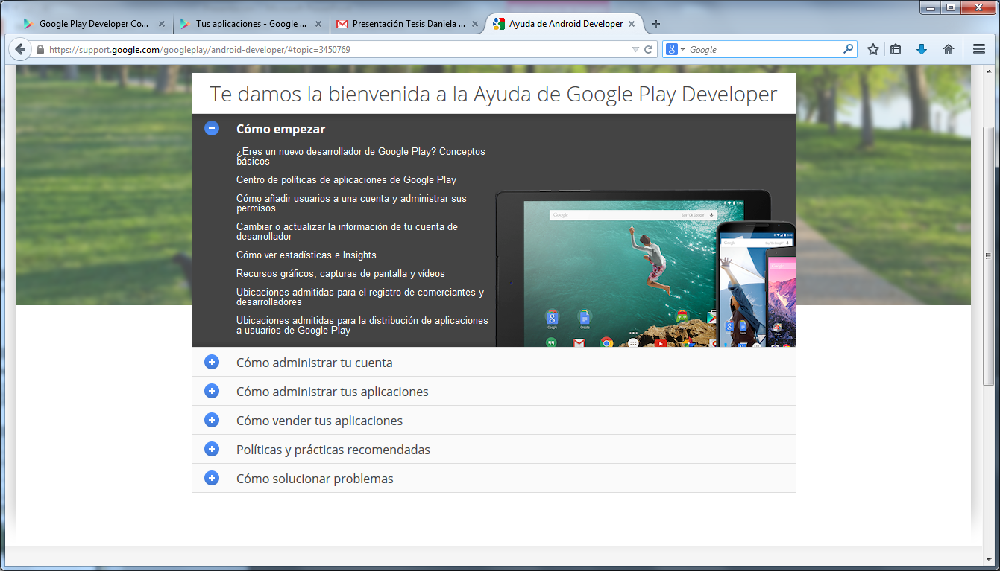 Google Play Developer Co...
Tus aplicaciones - Google ...
Presentación Tesis Daniela ...
Ayuda de Android Developer
https://support.google.com/googleplay/android-developer/#topic=3450769
Google
Te damos la bienvenida a la Ayuda de Google Play Developer
Cómo empezar
¿Eres un nuevo desarrollador de Google Play? Conceptos
básicos
Centro de políticas de aplicaciones de Google Play
Cómo añadir usuarios a una cuenta y administrar sus
permisos
Cambiar o actualizar la información de tu cuenta de
desarrollador
Cómo ver estadísticas e Insights
Recursos gráficos, capturas de pantalla y vídeos
Ubicaciones admitidas para el registro de comerciantes y
desarrolladores
Ubicaciones admitidas para la distribución de aplicaciones
a usuarios de Google Play
Google
Say "Ok Google"
Google
Create
Google
Say "Ok Google"
Google
Cómo administrar tu cuenta
Cómo administrar tus aplicaciones
Cómo vender tus aplicaciones
Políticas y prácticas recomendadas
Cómo solucionar problemas